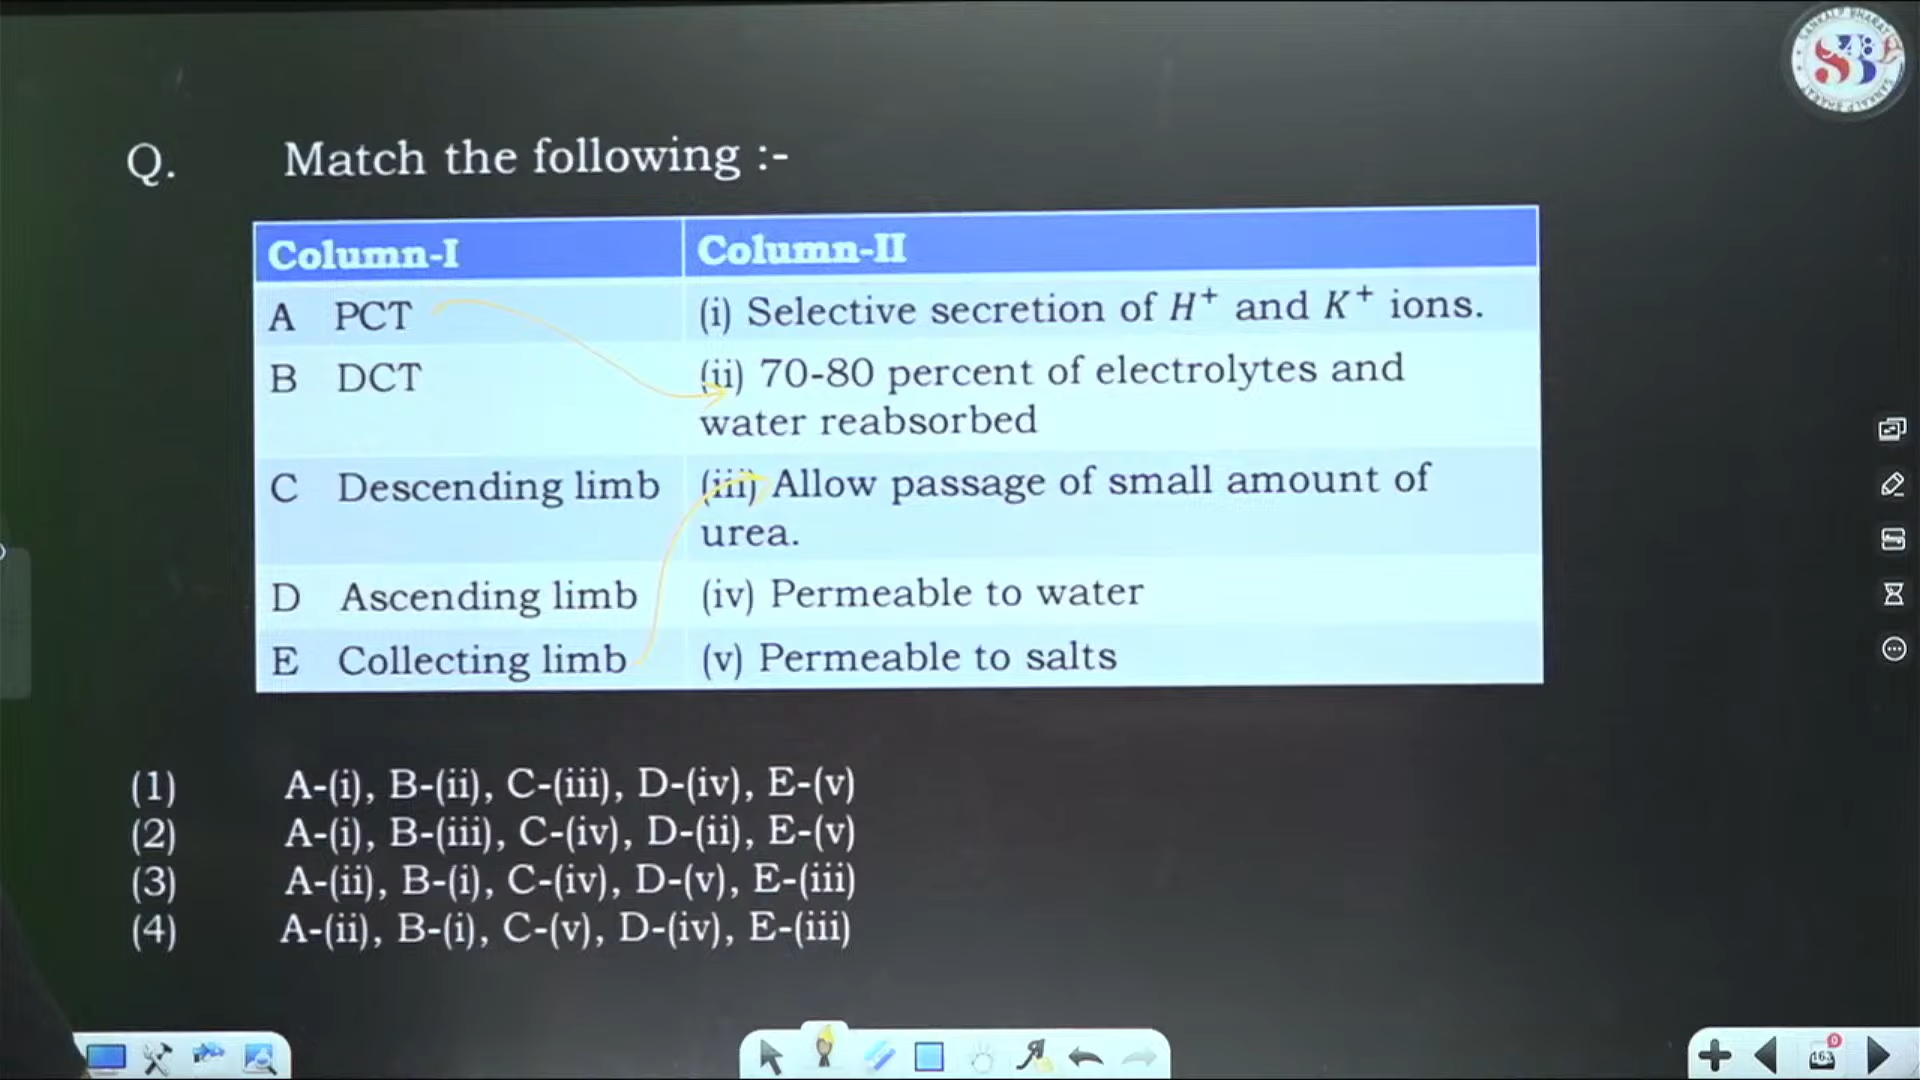 Q. Match the following :-
Column-I Column-II
A PCT (i) Selective secretion of H⁺ and K⁺ ions.
B DCT (ii) 70-80 percent of electrolytes and
water reabsorbed
C Descending limb (iii) Allow passage of small amount of
urea.
D Ascending limb (iv) Permeable to water
E Collecting limb (v) Permeable to salts
(1) A-(i), B-(ii), C-(iii), D-(iv), E-(v)
(2) A-(i), B-(iii), C-(iv), D-(ii), E-(v)
(3) A-(ii), B-(i), C-(iv), D-(v), E-(iii)
(4) A-(ii), B-(i), C-(v), D-(iv), E-(iii)